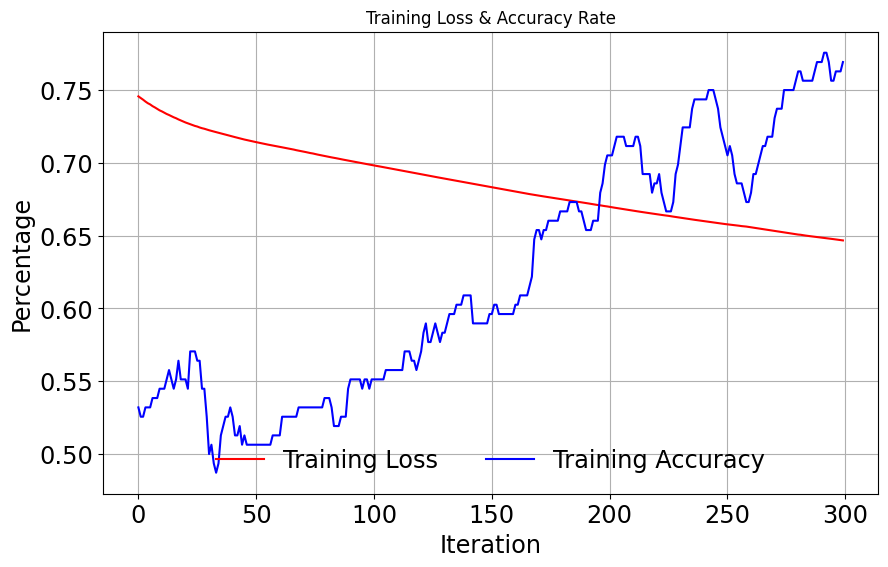 Training Loss & Accuracy Rate
Percentage
0.75
0.70
0.65
0.60
0.55
0.50
Training Loss Training Accuracy
0 50 100 150 200 250 300
Iteration